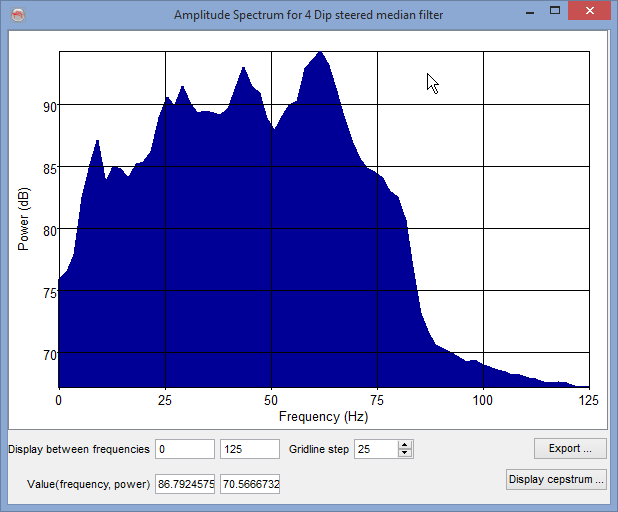 Amplitude Spectrum for 4 Dip steered median filter
90
85
80
75
70
Power (dB)
0 25 50 75 100 125
Frequency (Hz)
Display between frequencies 0 125 Gridline step 25 Export ...
Value(frequency, power) 86.7924575 70.5666732 Display cepstrum ...